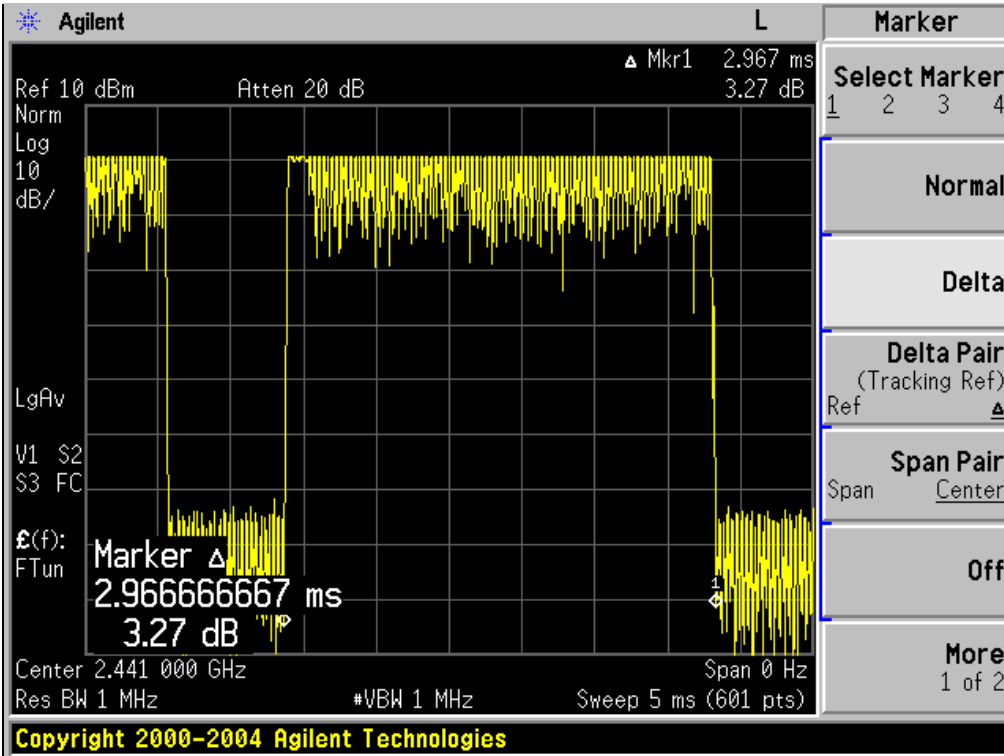 Agilent L Marker
Δ Mkr1 2.967 ms
Ref 10 dBm Atten 20 dB 3.27 dB
Norm
Log
10
dB/
LgAv
V1 S2
S3 FC
£(f):
FTun
Marker Δ
2.966666667 ms
3.27 dB
1
Center 2.441 000 GHz Span 0 Hz
Res BW 1 MHz #VBW 1 MHz Sweep 5 ms (601 pts)
Copyright 2000-2004 Agilent Technologies
Select Marker
1 2 3 4
Normal
Delta
Delta Pair
(Tracking Ref)
Ref Δ
Span Pair
Span Center
Off
More
1 of 2